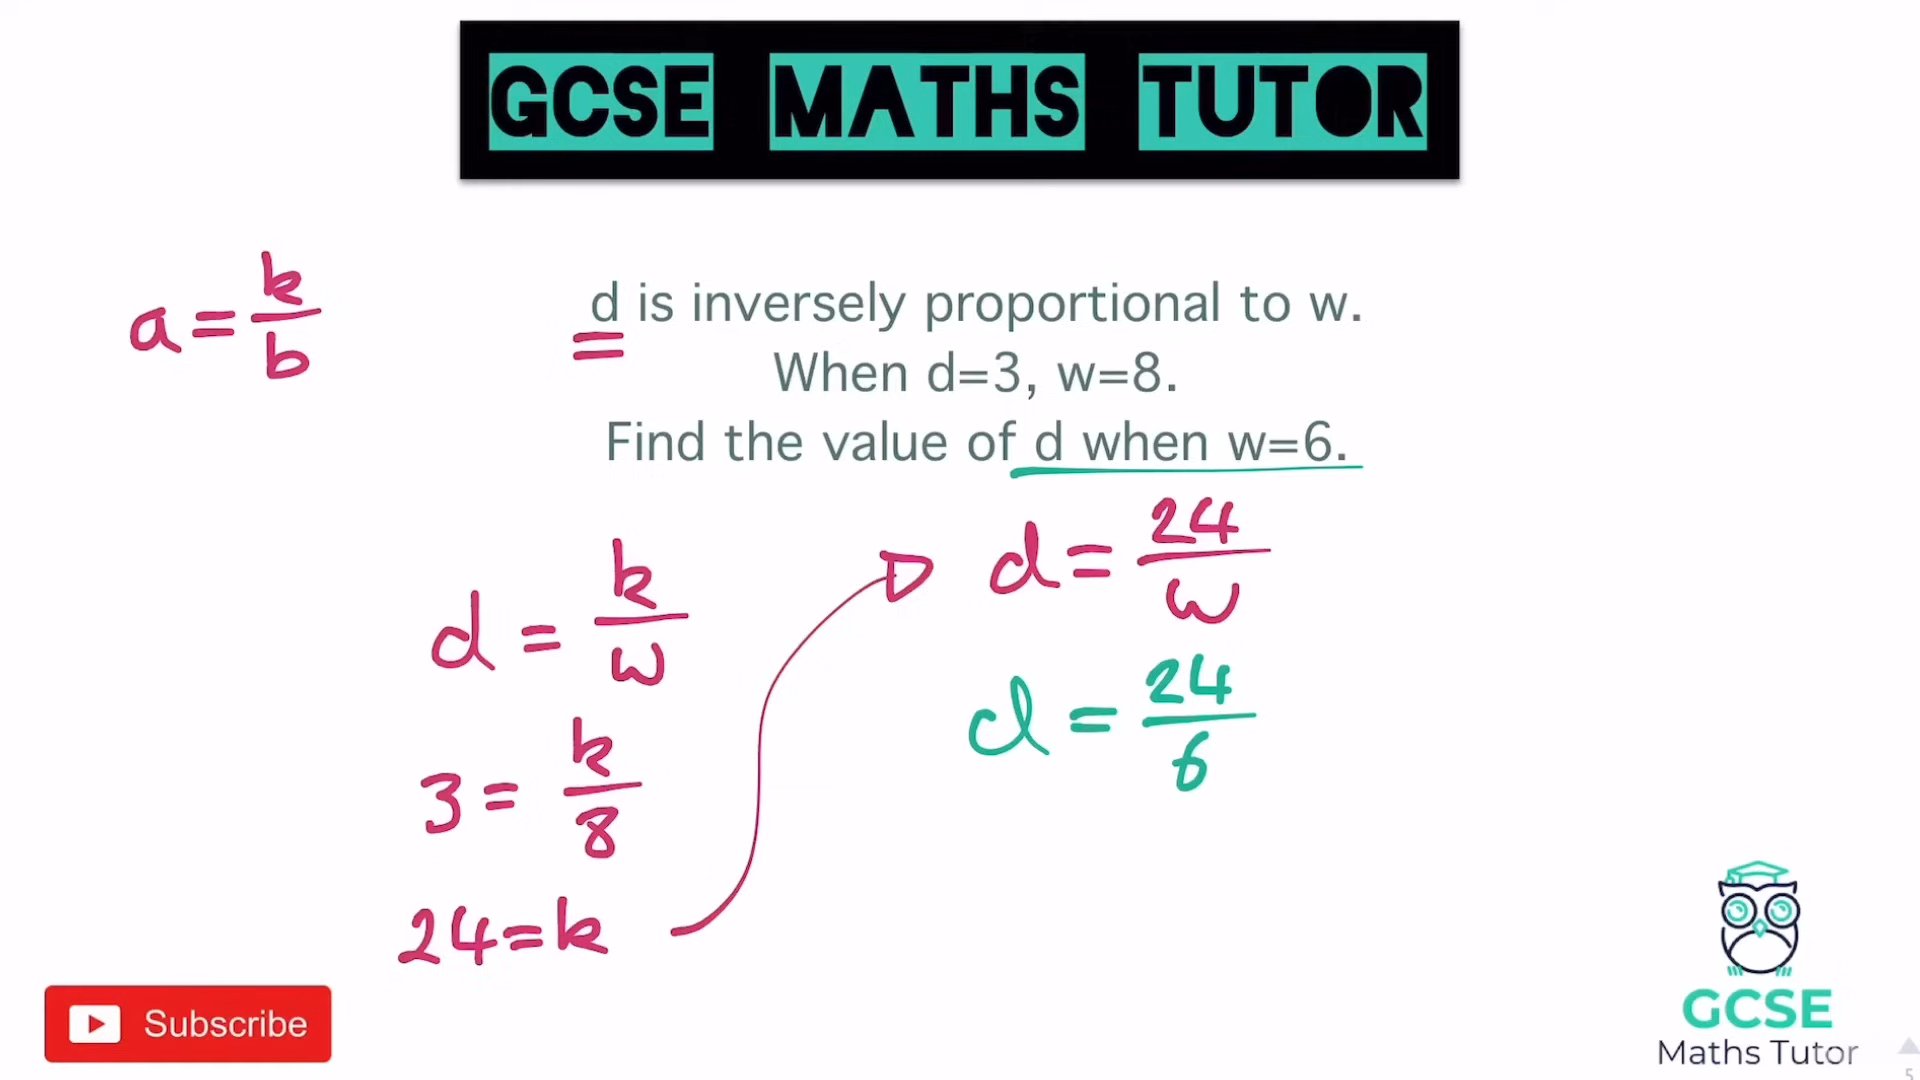 GCSE MATHS TUTOR
a = k/b
=
d is inversely proportional to w.
When d=3, w=8.
Find the value of d when w=6.
d = k/w
3 = k/8
24 = k
d = 24/w
d = 24/6
Subscribe
GCSE
Maths Tutor
5